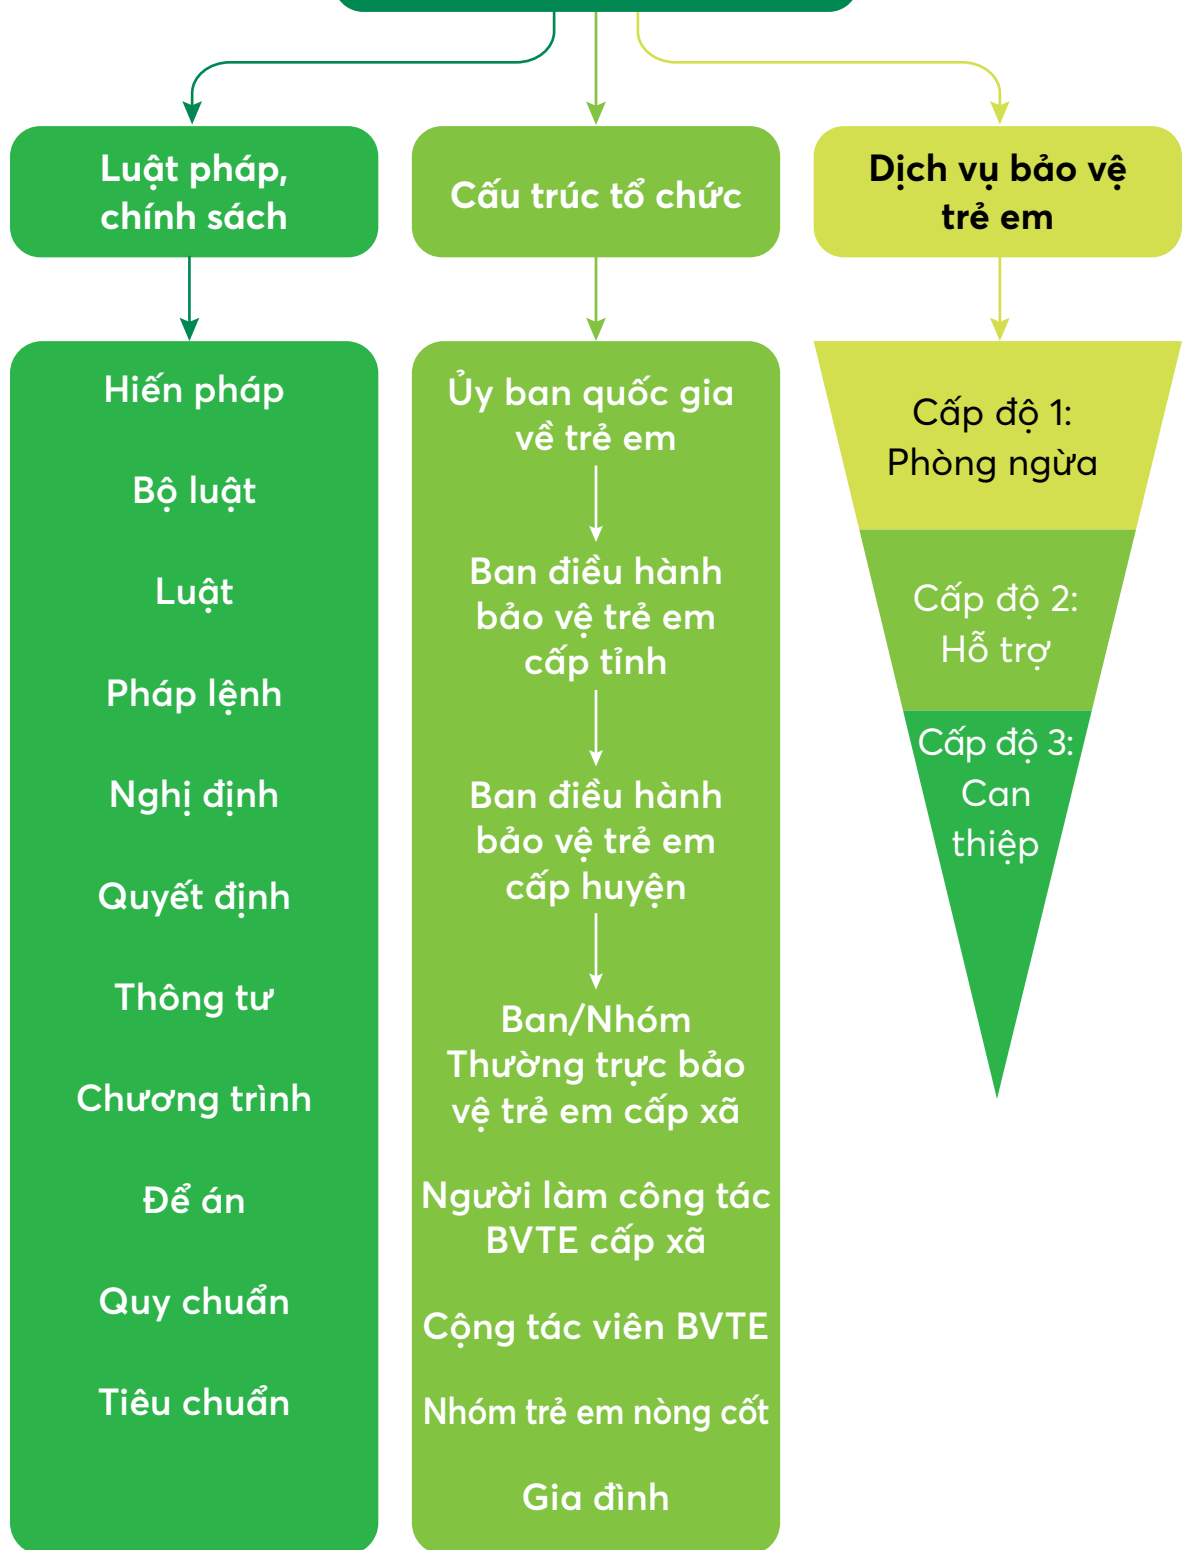 Luật pháp,
chính sách
Cấu trúc tổ chức
Dịch vụ bảo vệ
trẻ em
Hiến pháp
Bộ luật
Luật
Pháp lệnh
Nghị định
Quyết định
Thông tư
Chương trình
Để án
Quy chuẩn
Tiêu chuẩn
Ủy ban quốc gia
về trẻ em
Ban điều hành
bảo vệ trẻ em
cấp tỉnh
Ban điều hành
bảo vệ trẻ em
cấp huyện
Ban/Nhóm
Thường trực bảo
vệ trẻ em cấp xã
Người làm công tác
BVTE cấp xã
Cộng tác viên BVTE
Nhóm trẻ em nòng cốt
Gia đình
Cấp độ 1:
Phòng ngừa
Cấp độ 2:
Hỗ trợ
Cấp độ 3:
Can
thiệp